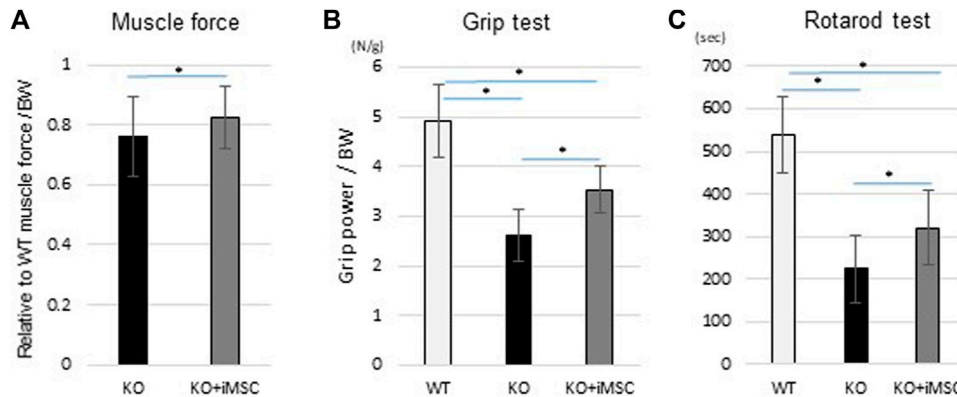 A
Muscle force
Relative to WT muscle force /BW
1
0.8
0.6
0.4
0.2
0
*
KO
KO+iMSC
B
Grip test
(N/g)
Grip power / BW
6
5
4
3
2
1
0
*
*
*
WT
KO
KO+iMSC
C
Rotarod test
(sec)
700
600
500
400
300
200
100
0
*
*
*
WT
KO
KO+iMSC